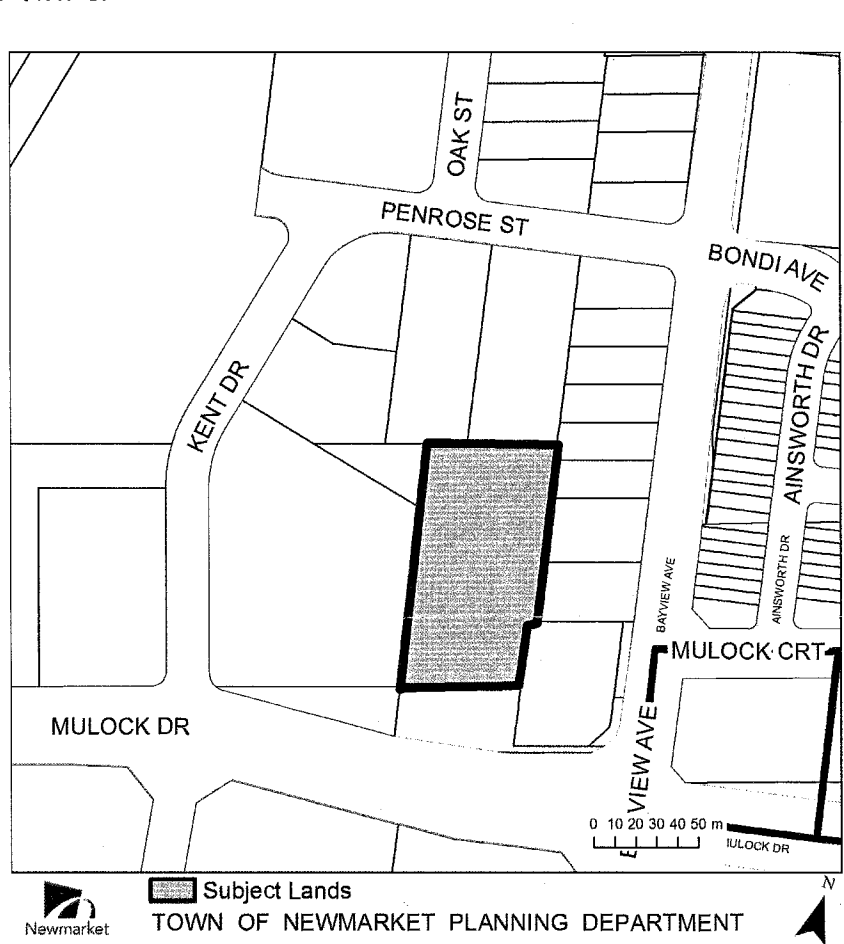 OAK ST
PENROSE ST
BONDI AVE
KENT DR
AINSWORTH DR
BAYVIEW AVE
AINSWORTH DR
MULOCK CRT
MULOCK DR
VIEW AVE
0 10 20 30 40 50 m
ULOCK DR
Subject Lands
N
Newmarket
TOWN OF NEWMARKET PLANNING DEPARTMENT